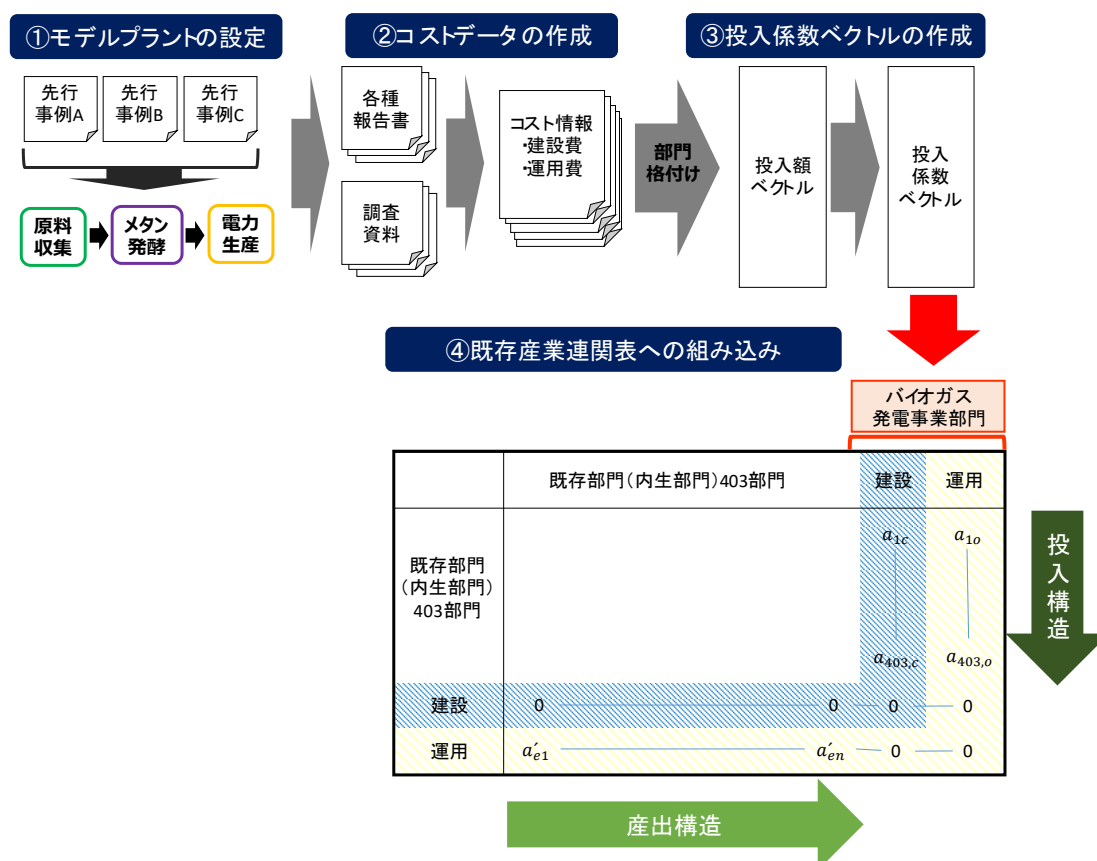 ①モデルプラントの設定
②コストデータの作成
③投入係数ベクトルの作成
先行
事例A
先行
事例B
先行
事例C
原料
収集
メタン
発酵
電力
生産
各種
報告書
調査
資料
コスト情報
・建設費
・運用費
部門
格付け
投入額
ベクトル
投入
係数
ベクトル
④既存産業連関表への組み込み
バイオガス
発電事業部門
既存部門(内生部門)403部門
建設
運用
既存部門
(内生部門)
403部門
a1c
a1o
a403,c
a403,o
建設
0
0
0
0
運用
a′e1
a′en
0
0
投入構造
産出構造